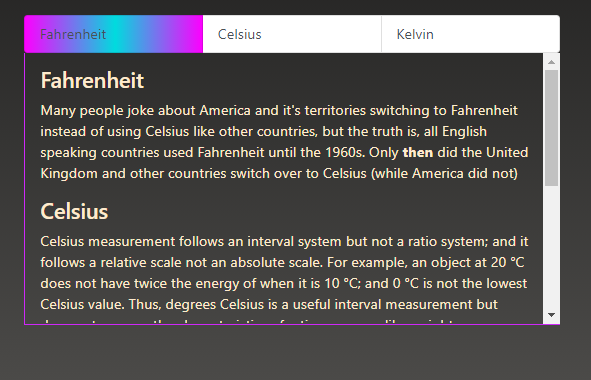 Fahrenheit Celsius Kelvin
Fahrenheit
Many people joke about America and it's territories switching to Fahrenheit
instead of using Celsius like other countries, but the truth is, all English
speaking countries used Fahrenheit until the 1960s. Only then did the United
Kingdom and other countries switch over to Celsius (while America did not)
Celsius
Celsius measurement follows an interval system but not a ratio system; and it
follows a relative scale not an absolute scale. For example, an object at 20 °C
does not have twice the energy of when it is 10 °C; and 0 °C is not the lowest
Celsius value. Thus, degrees Celsius is a useful interval measurement but